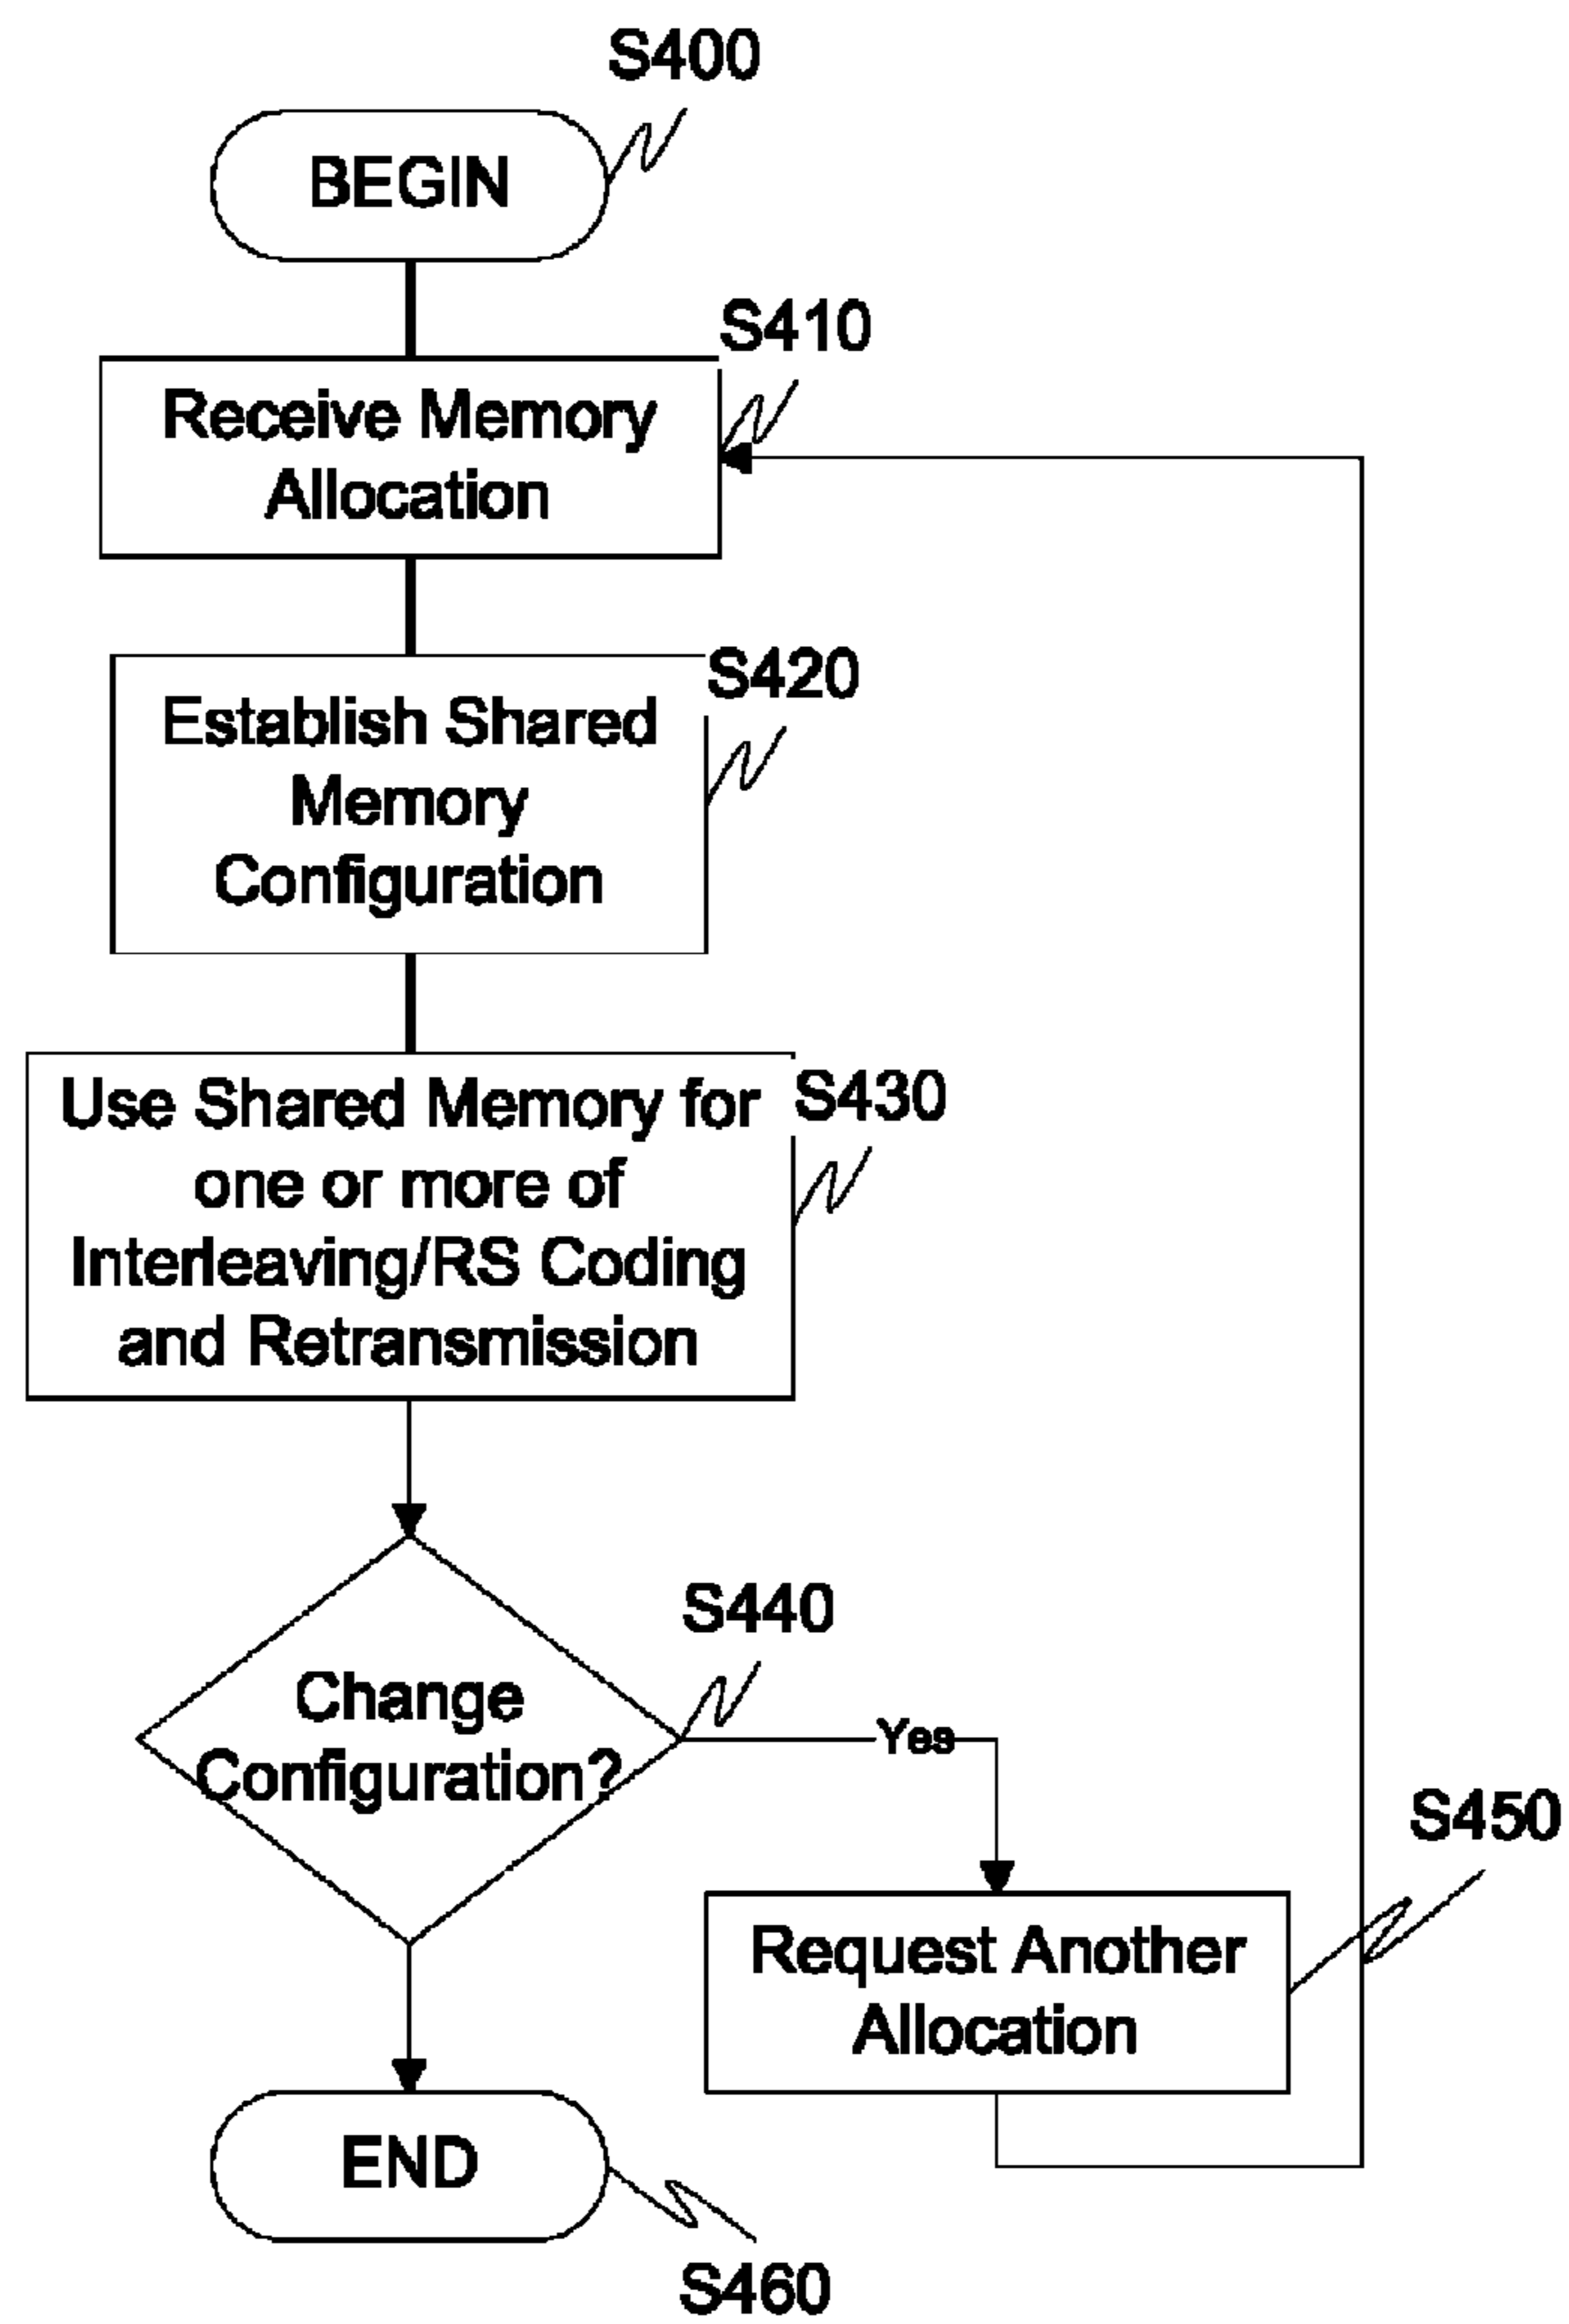 S400
BEGIN
S410
Receive Memory
Allocation
S420
Establish Shared
Memory
Configuration
S430
Use Shared Memory for
one or more of
Interleaving/RS Coding
and Retransmission
S440
Change
Configuration?
Yes
S450
Request Another
Allocation
END
S460